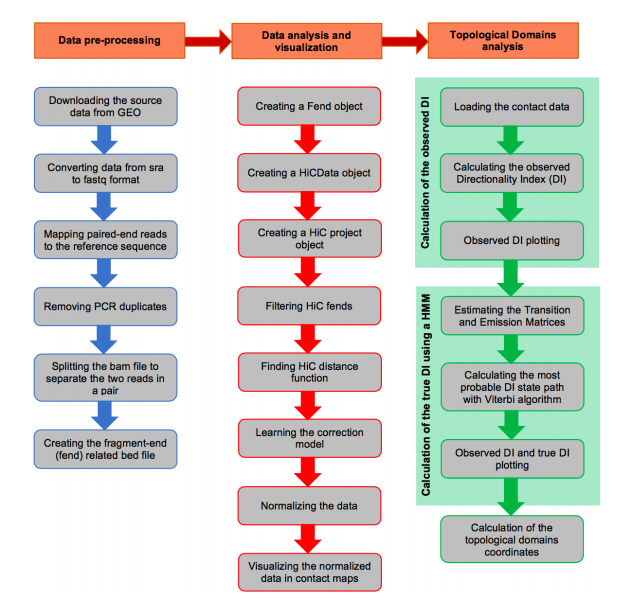 Data pre-processing
Data analysis and
visualization
Topological Domains
analysis
Downloading the source
data from GEO
Converting data from sra
to fastq format
Mapping paired-end reads
to the reference sequence
Removing PCR duplicates
Splitting the bam file to
separate the two reads in
a pair
Creating the fragment-end
(fend) related bed file
Creating a Fend object
Creating a HiCData object
Creating a HiC project
object
Filtering HiC fends
Finding HiC distance
function
Learning the correction
model
Normalizing the data
Visualizing the normalized
data in contact maps
Calculation of the observed DI
Loading the contact data
Calculating the observed
Directionality Index (DI)
Observed DI plotting
Calculation of the true DI using a HMM
Estimating the Transition
and Emission Matrices
Calculating the most
probable DI state path
with Viterbi algorithm
Observed DI and true DI
plotting
Calculation of the
topological domains
coordinates